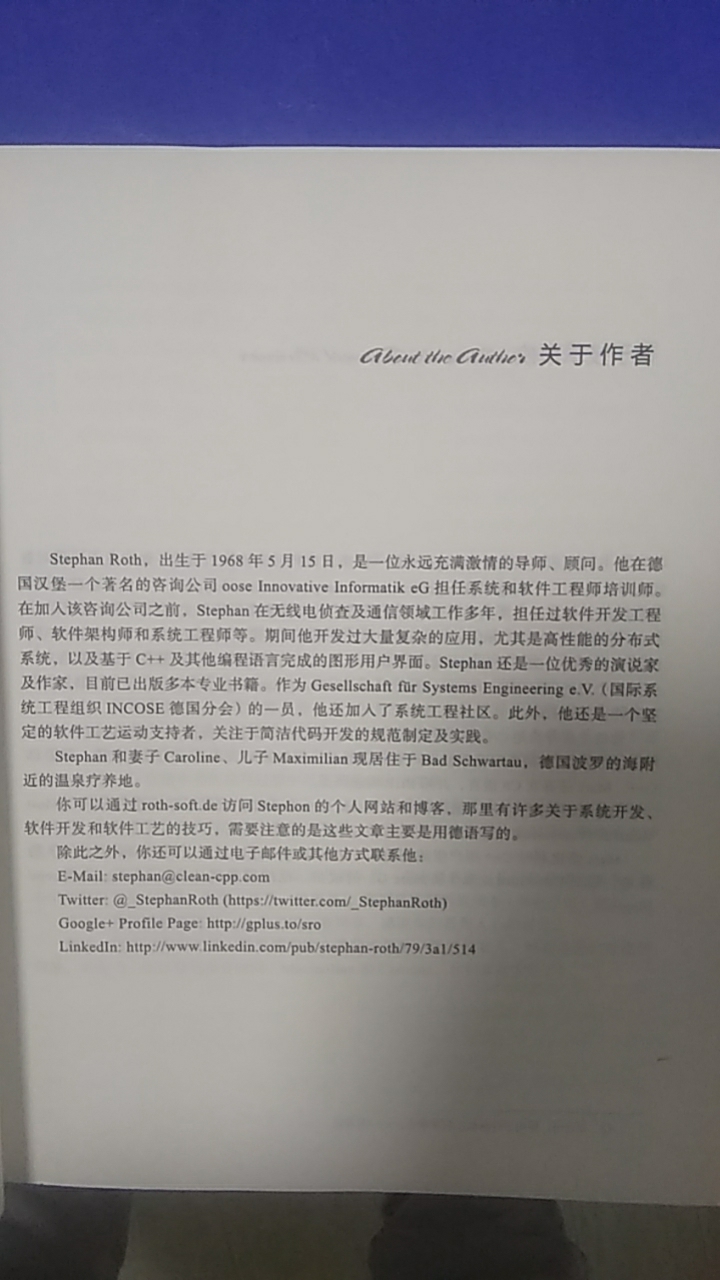 About the Author 关于作者
Stephan Roth，出生于 1968 年 5 月 15 日，是一位永远充满激情的导师、顾问。他在德
国汉堡一个著名的咨询公司 oose Innovative Informatik eG 担任系统和软件工程师培训师。
在加入该咨询公司之前，Stephan 在无线电侦查及通信领域工作多年，担任过软件开发工程
师、软件架构师和系统工程师等。期间他开发过大量复杂的应用，尤其是高性能的分布式
系统，以及基于 C++ 及其他编程语言完成的图形用户界面。Stephan 还是一位优秀的演说家
及作家，目前已出版多本专业书籍。作为 Gesellschaft für Systems Engineering e.V.（国际系
统工程组织 INCOSE 德国分会）的一员，他还加入了系统工程社区。此外，他还是一个坚
定的软件工艺运动支持者，关注于简洁代码开发的规范制定及实践。
Stephan 和妻子 Caroline、儿子 Maximilian 现居住于 Bad Schwartau，德国波罗的海附
近的温泉疗养地。
你可以通过 roth-soft.de 访问 Stephon 的个人网站和博客，那里有许多关于系统开发、
软件开发和软件工艺的技巧，需要注意的是这些文章主要是用德语写的。
除此之外，你还可以通过电子邮件或其他方式联系他：
E-Mail: stephan@clean-cpp.com
Twitter: @_StephanRoth (https://twitter.com/_StephanRoth)
Google+ Profile Page: http://gplus.to/sro
LinkedIn: http://www.linkedin.com/pub/stephan-roth/79/3a1/514